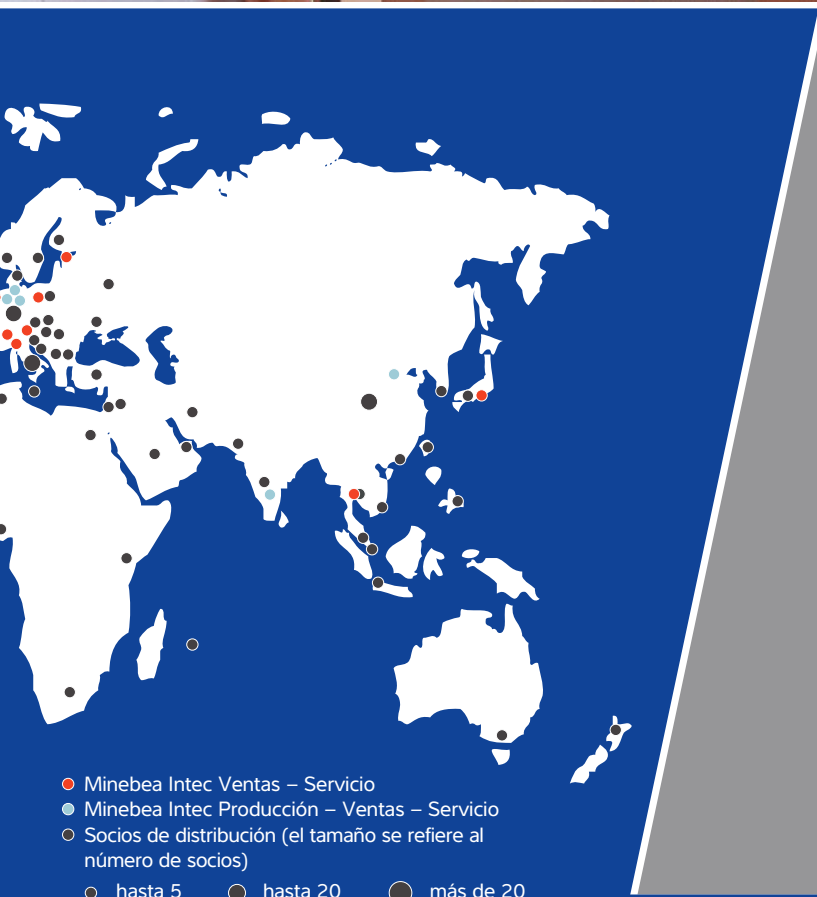 Minebea Intec Ventas – Servicio
Minebea Intec Producción – Ventas – Servicio
Socios de distribución (el tamaño se refiere al
número de socios)
hasta 5 hasta 20 más de 20